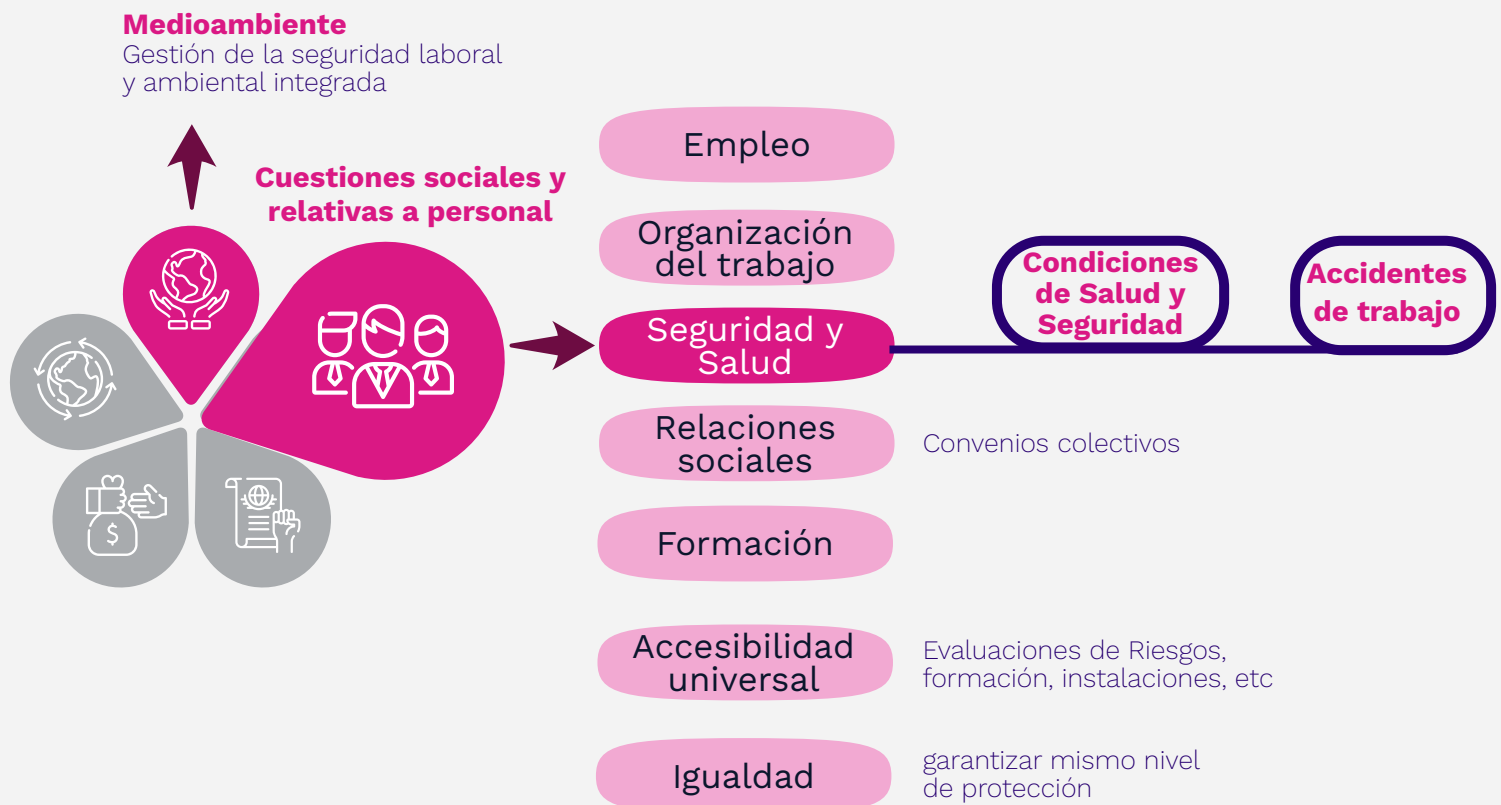 Medioambiente
Gestión de la seguridad laboral
y ambiental integrada
Cuestiones sociales y
relativas a personal
Empleo
Organización
del trabajo
Seguridad y
Salud
Condiciones
de Salud y
Seguridad
Accidentes
de trabajo
Relaciones
sociales
Convenios colectivos
Formación
Accesibilidad
universal
Evaluaciones de Riesgos,
formación, instalaciones, etc
Igualdad
garantizar mismo nivel
de protección
$